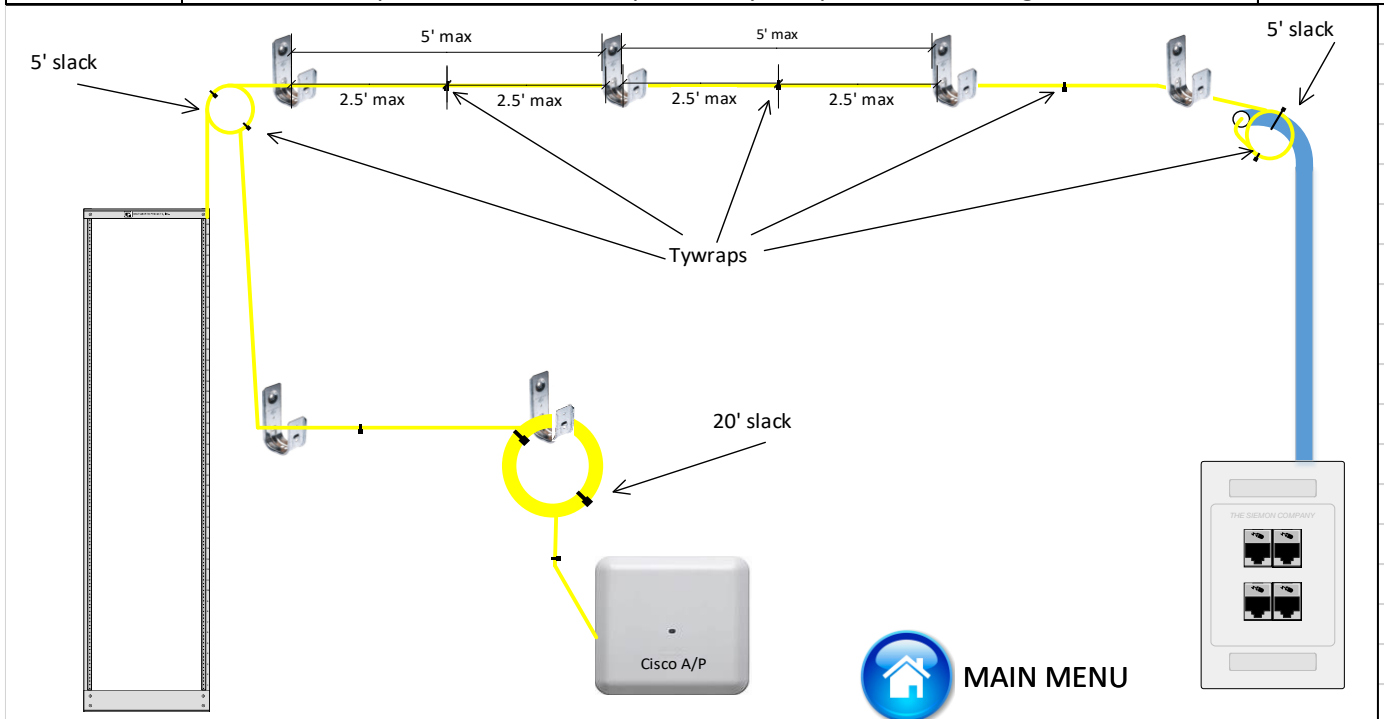 5' max
5' max
5' slack
5' slack
2.5' max
2.5' max
2.5' max
2.5' max
Tywraps
20' slack
THE SIEMON COMPANY
Cisco A/P
MAIN MENU